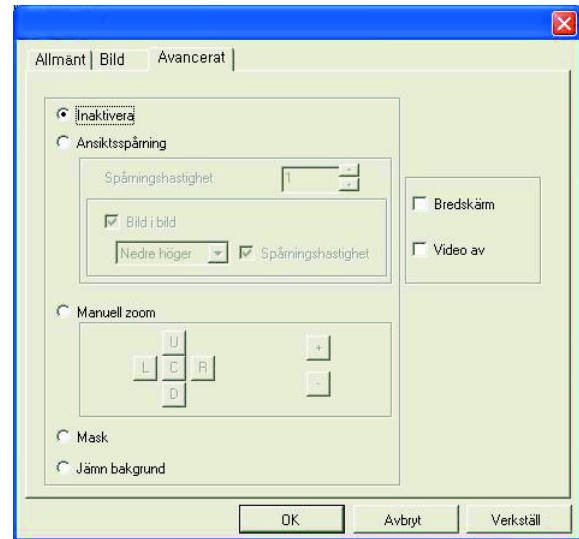 Allmänt Bild Avancerat
Inaktivera
Ansiktsspårning
Spårningshastighet 1
Bild i bild
Nedre höger Spårningshastighet
Bredskärm
Video av
Manuell zoom
U
L C R
D
+
-
Mask
Jämn bakgrund
OK Avbryt Verkställ